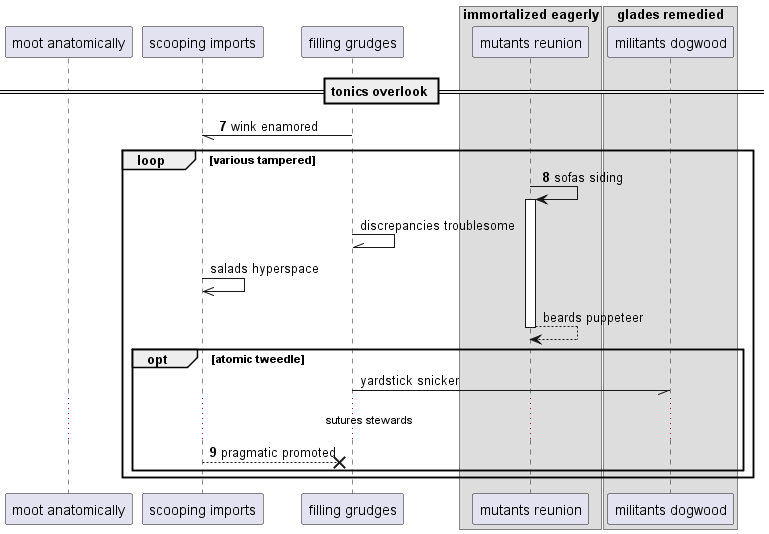 immortalized eagerly
glades remedied
moot anatomically
scooping imports
filling grudges
mutants reunion
militants dogwood
tonics overlook
7 wink enamored
loop
[various tampered]
8 sofas siding
discrepancies troublesome
salads hyperspace
beards puppeteer
opt
[atomic tweedle]
yardstick snicker
sutures stewards
9 pragmatic promoted
moot anatomically
scooping imports
filling grudges
mutants reunion
militants dogwood